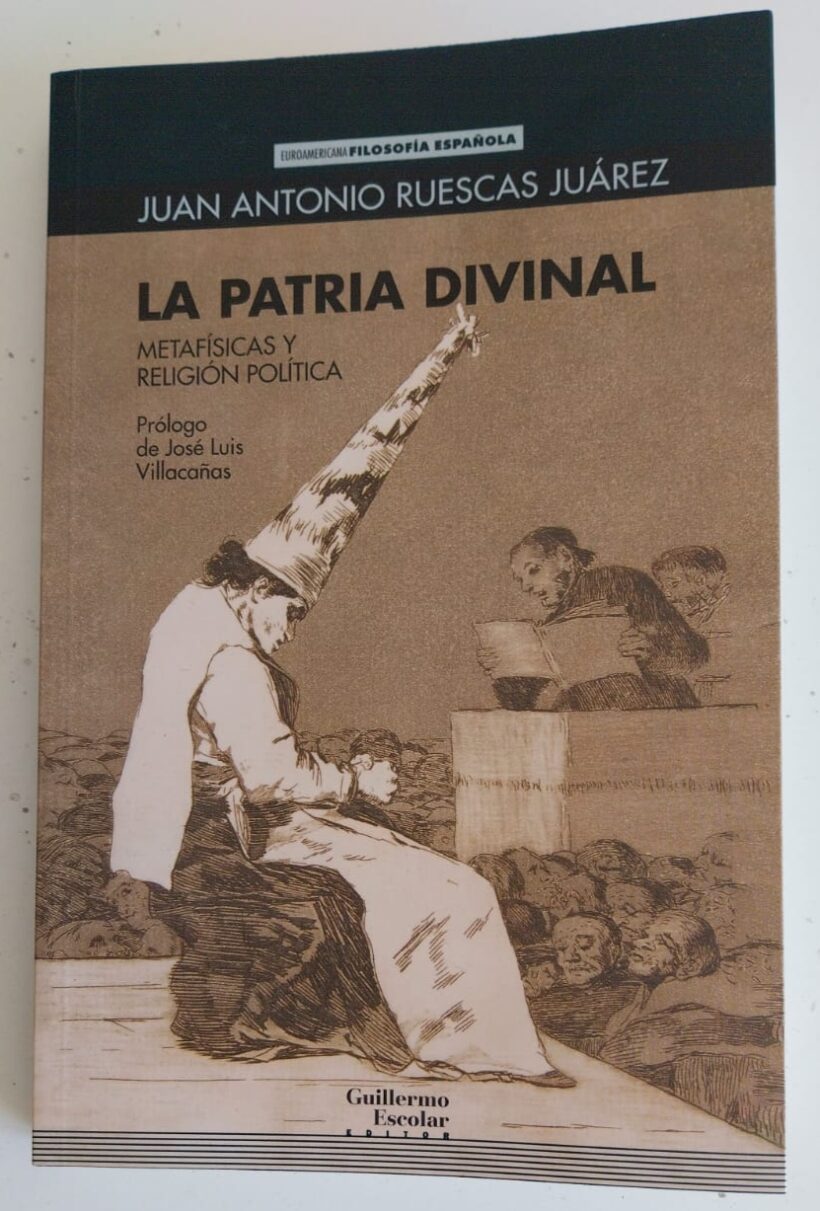 EUROAMERICANA FILOSOFÍA ESPAÑOLA
JUAN ANTONIO RUESCAS JUÁREZ
LA PATRIA DIVINAL
METAFÍSICAS Y
RELIGIÓN POLÍTICA
Prólogo
de José Luis
Villacañas
Guillermo
Escolar
EDITOR